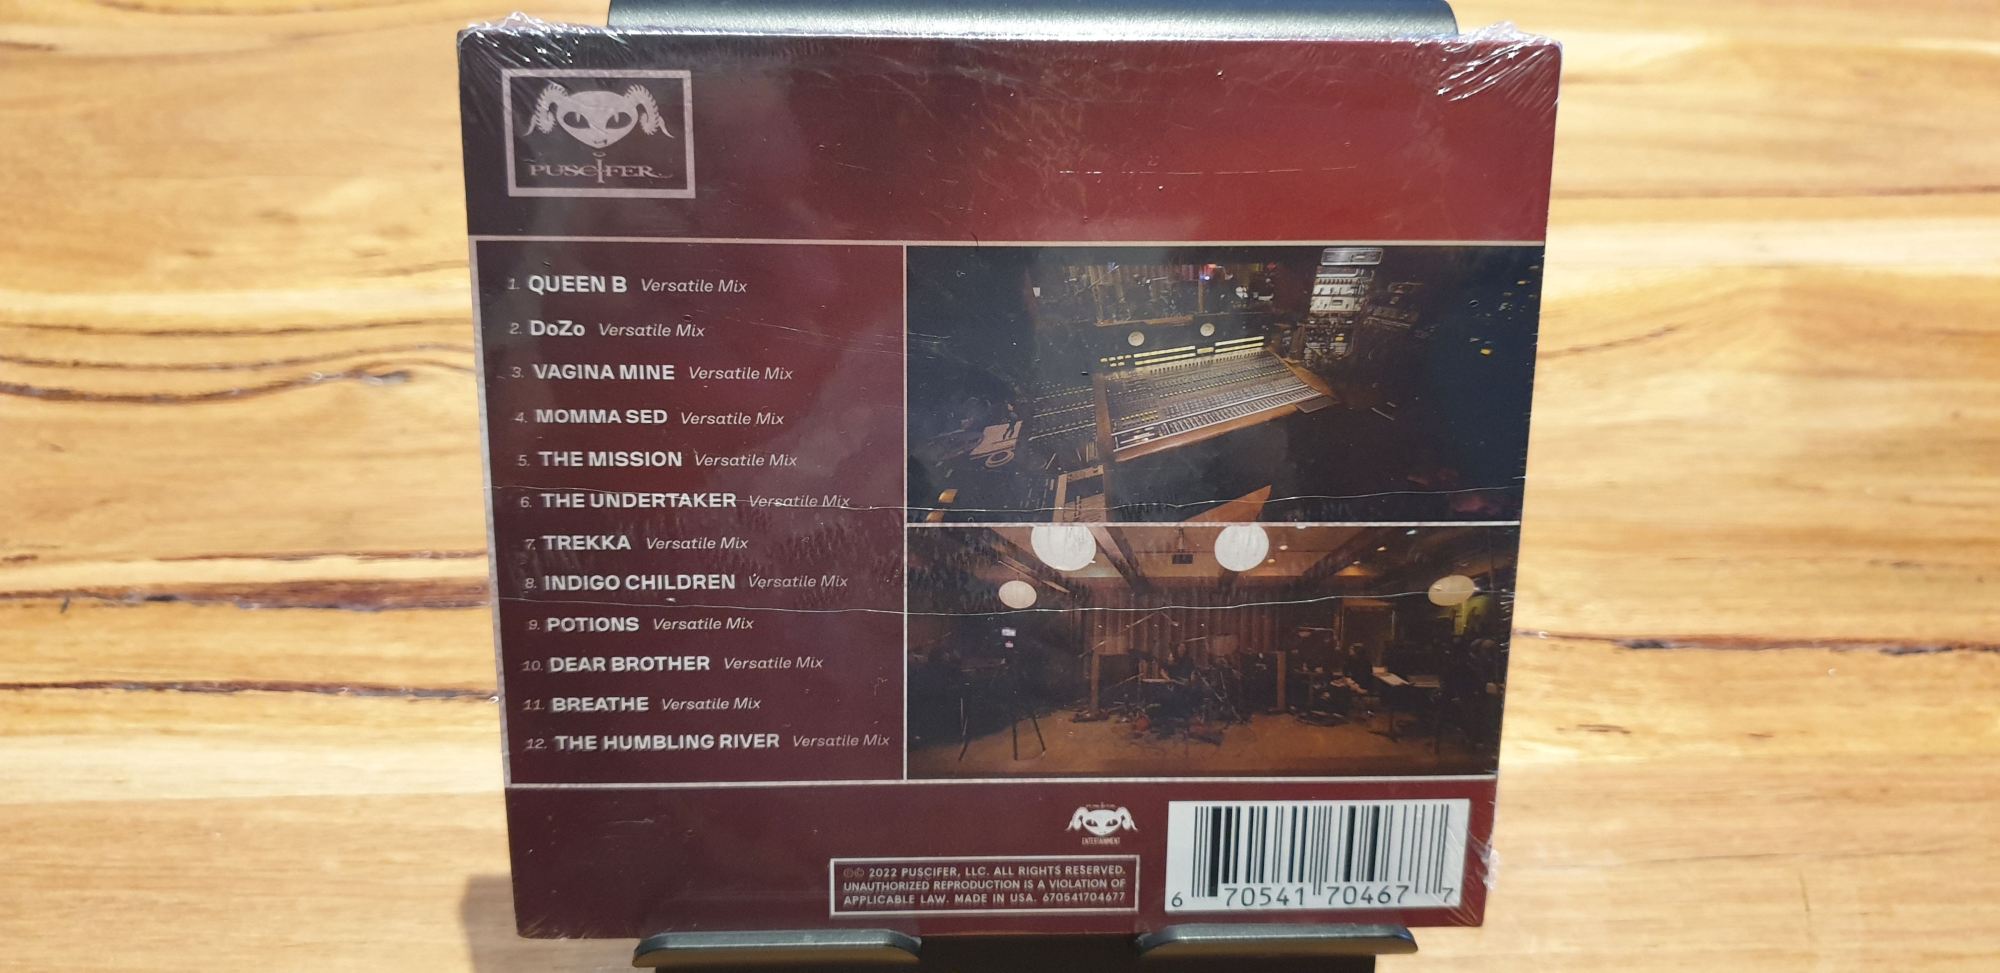 PUSCIFER
1. QUEEN B Versatile Mix
2. DoZo Versatile Mix
3. VAGINA MINE Versatile Mix
4. MOMMA SED Versatile Mix
5. THE MISSION Versatile Mix
6. THE UNDERTAKER Versatile Mix
7. TREKKA Versatile Mix
8. INDIGO CHILDREN Versatile Mix
9. POTIONS Versatile Mix
10. DEAR BROTHER Versatile Mix
11. BREATHE Versatile Mix
12. THE HUMBLING RIVER Versatile Mix
ENTERTAINMENT
℗© 2022 PUSCIFER, LLC. ALL RIGHTS RESERVED.
UNAUTHORIZED REPRODUCTION IS A VIOLATION OF
APPLICABLE LAW. MADE IN USA. 670541704677
6 70541 70467 7